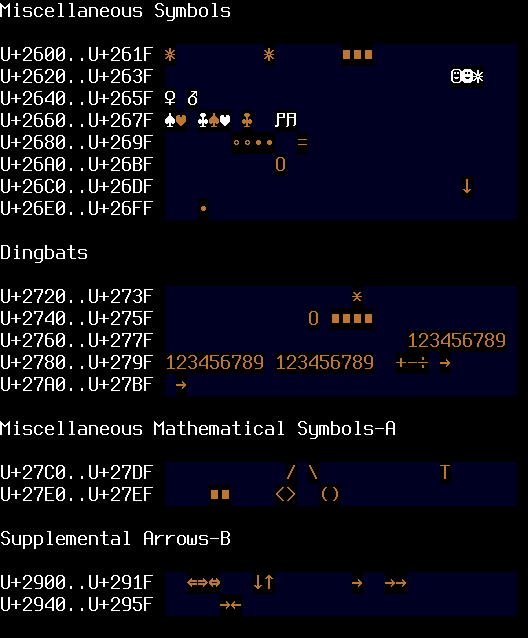 Miscellaneous Symbols
U+2600..U+261F * * ■■■
U+2620..U+263F ☺☻☼
U+2640..U+265F ♀ ♂
U+2660..U+267F ♠♥ ♣♠♥ ♣ ♫♫
U+2680..U+269F ∘∘•• =
U+26A0..U+26BF O
U+26C0..U+26DF ↓
U+26E0..U+26FF •
Dingbats
U+2720..U+273F *
U+2740..U+275F O ■■■■
U+2760..U+277F 123456789
U+2780..U+279F 123456789 123456789 +−÷ →
U+27A0..U+27BF →
Miscellaneous Mathematical Symbols-A
U+27C0..U+27DF / \ T
U+27E0..U+27EF ■■ <> ()
Supplemental Arrows-B
U+2900..U+291F ⇐⇒⇔ ↓↑ → →→
U+2940..U+295F →←